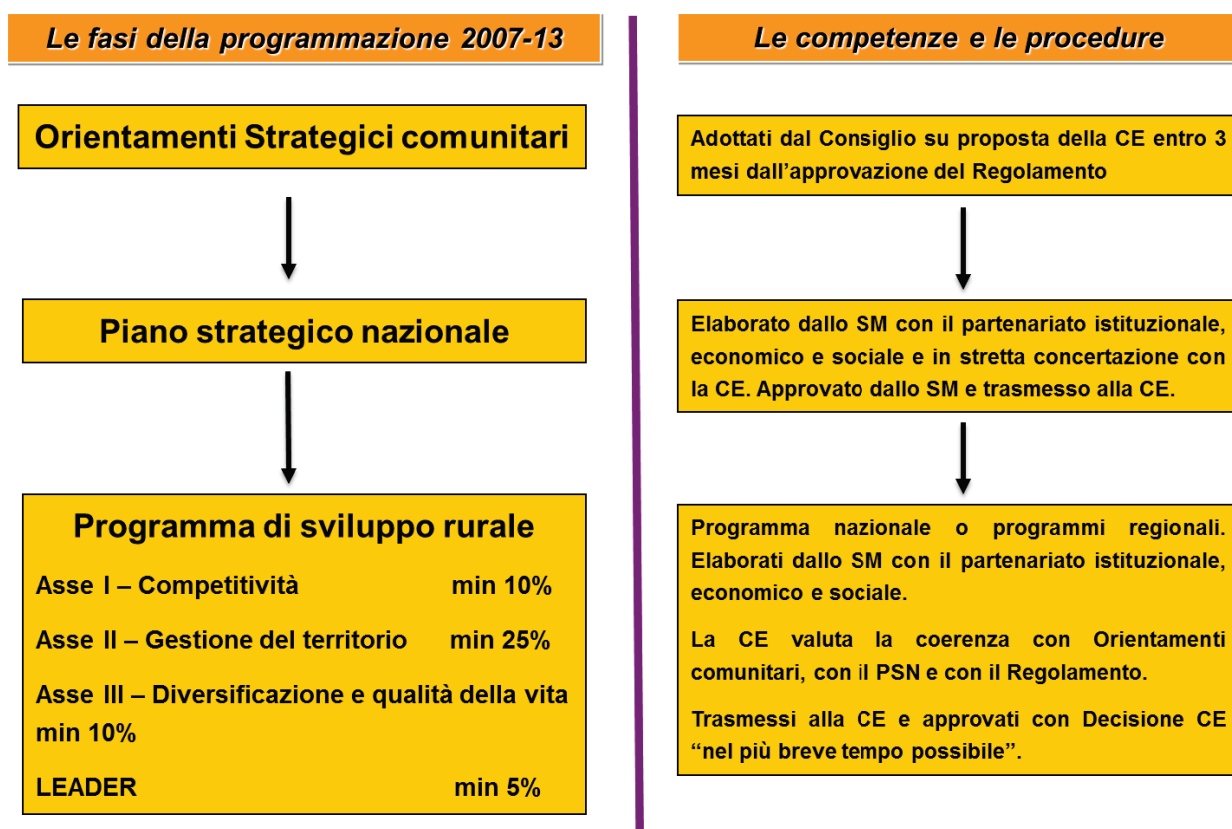 Le fasi della programmazione 2007-13
Orientamenti Strategici comunitari
Piano strategico nazionale
Programma di sviluppo rurale
Asse I – Competitività min 10%
Asse II – Gestione del territorio min 25%
Asse III – Diversificazione e qualità della vita
min 10%
LEADER min 5%
Le competenze e le procedure
Adottati dal Consiglio su proposta della CE entro 3
mesi dall’approvazione del Regolamento
Elaborato dallo SM con il partenariato istituzionale,
economico e sociale e in stretta concertazione con
la CE. Approvato dallo SM e trasmesso alla CE.
Programma nazionale o programmi regionali.
Elaborati dallo SM con il partenariato istituzionale,
economico e sociale.
La CE valuta la coerenza con Orientamenti
comunitari, con il PSN e con il Regolamento.
Trasmessi alla CE e approvati con Decisione CE
“nel più breve tempo possibile”.